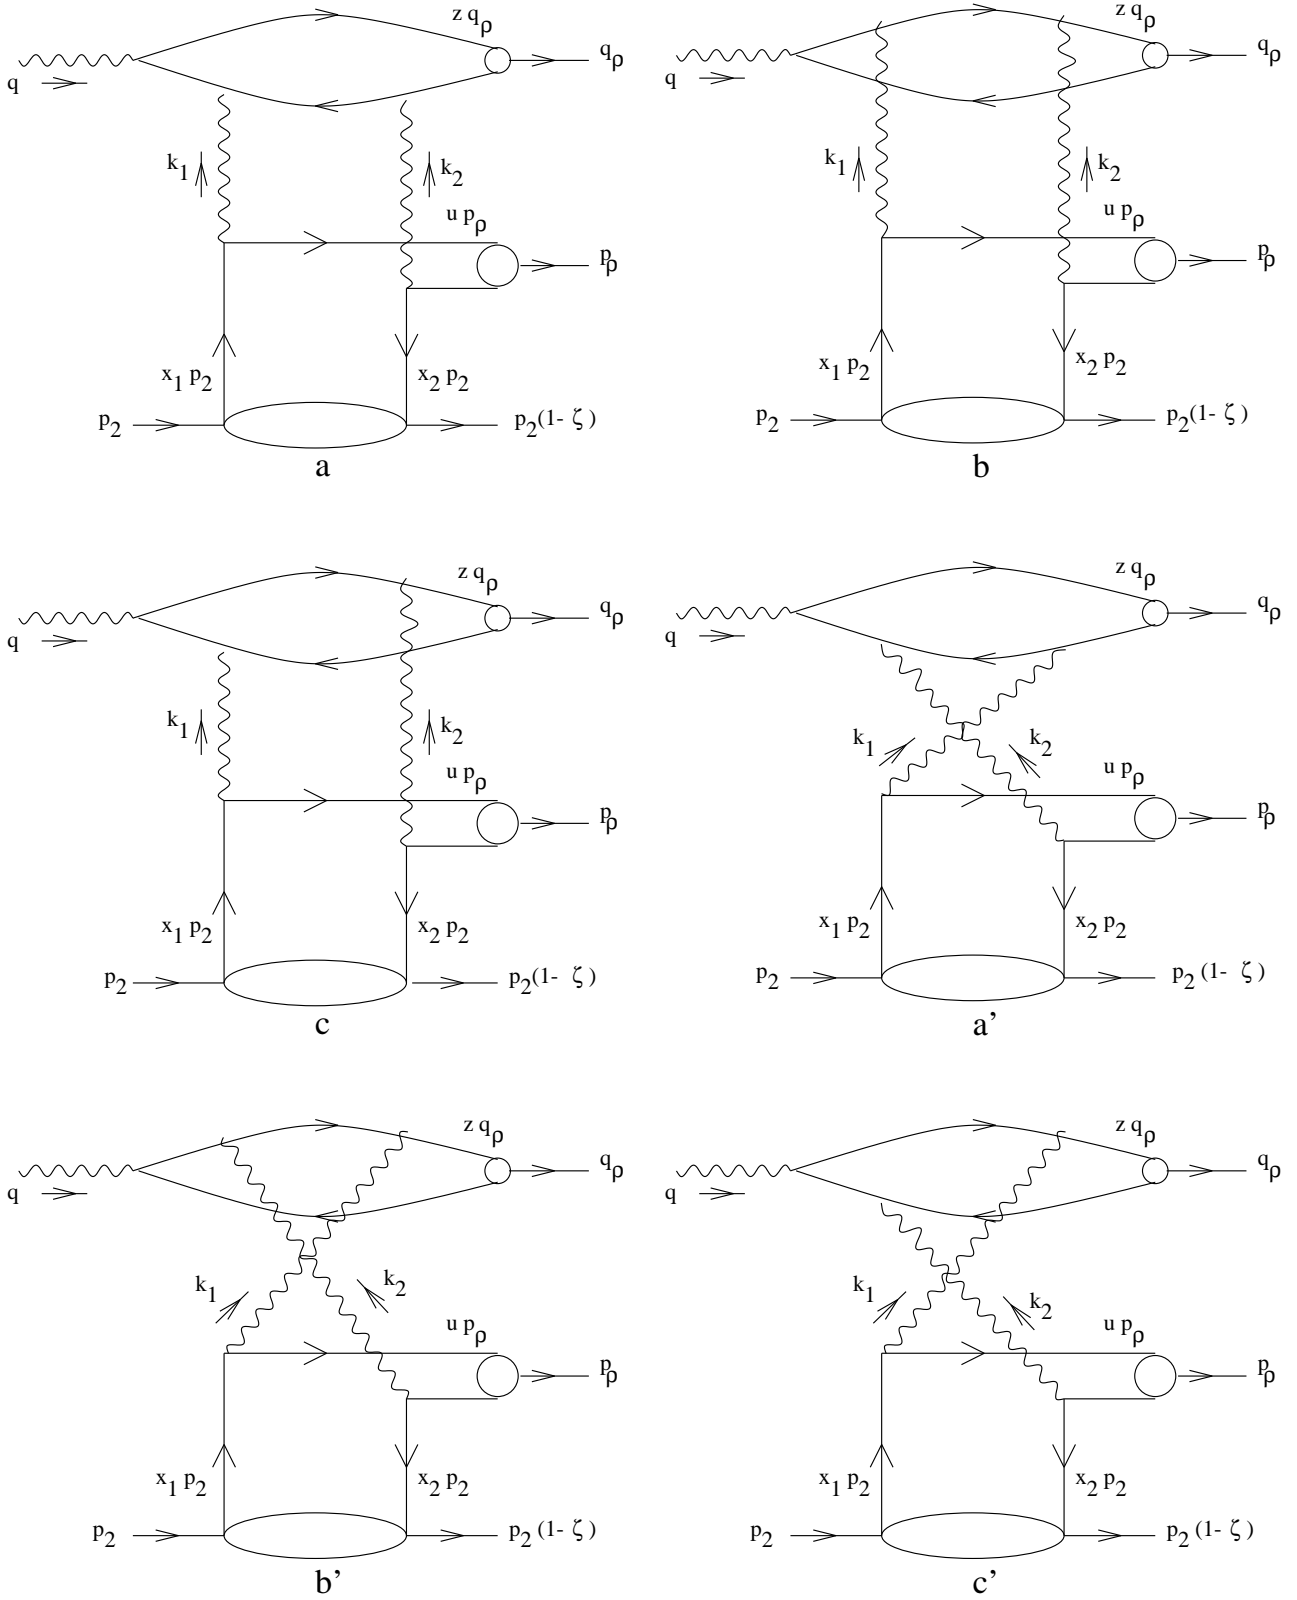 z q_ρ
q_ρ
q
k_1
k_2
u p_ρ
p_ρ
x_1 p_2
x_2 p_2
p_2
p_2(1- ζ)
a
z q_ρ
q_ρ
q
k_1
k_2
u p_ρ
p_ρ
x_1 p_2
x_2 p_2
p_2
p_2(1- ζ)
b
z q_ρ
q_ρ
q
k_1
k_2
u p_ρ
p_ρ
x_1 p_2
x_2 p_2
p_2
p_2(1- ζ)
c
z q_ρ
q_ρ
q
k_1
k_2
u p_ρ
p_ρ
x_1 p_2
x_2 p_2
p_2
p_2(1- ζ)
a’
z q_ρ
q_ρ
q
k_1
k_2
u p_ρ
p_ρ
x_1 p_2
x_2 p_2
p_2
p_2(1- ζ)
b’
z q_ρ
q_ρ
q
k_1
k_2
u p_ρ
p_ρ
x_1 p_2
x_2 p_2
p_2
p_2(1- ζ)
c’